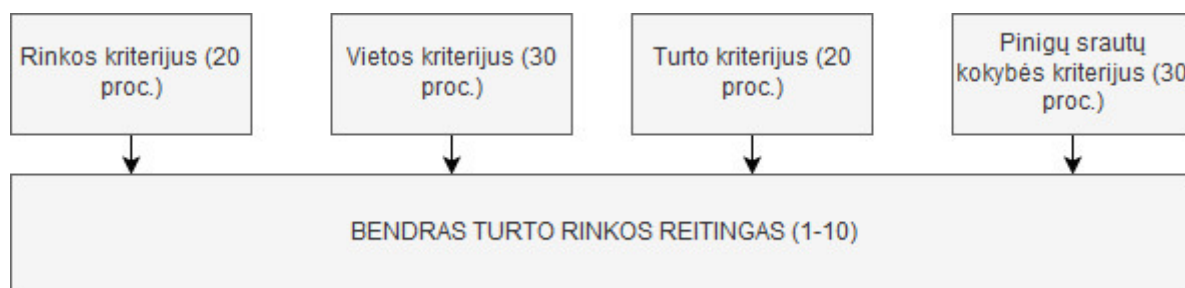 Rinkos kriterijus (20
proc.)
Vietos kriterijus (30
proc.)
Turto kriterijus (20
proc.)
Pinigų srautų
kokybės kriterijus (30
proc.)
BENDRAS TURTO RINKOS REITINGAS (1-10)